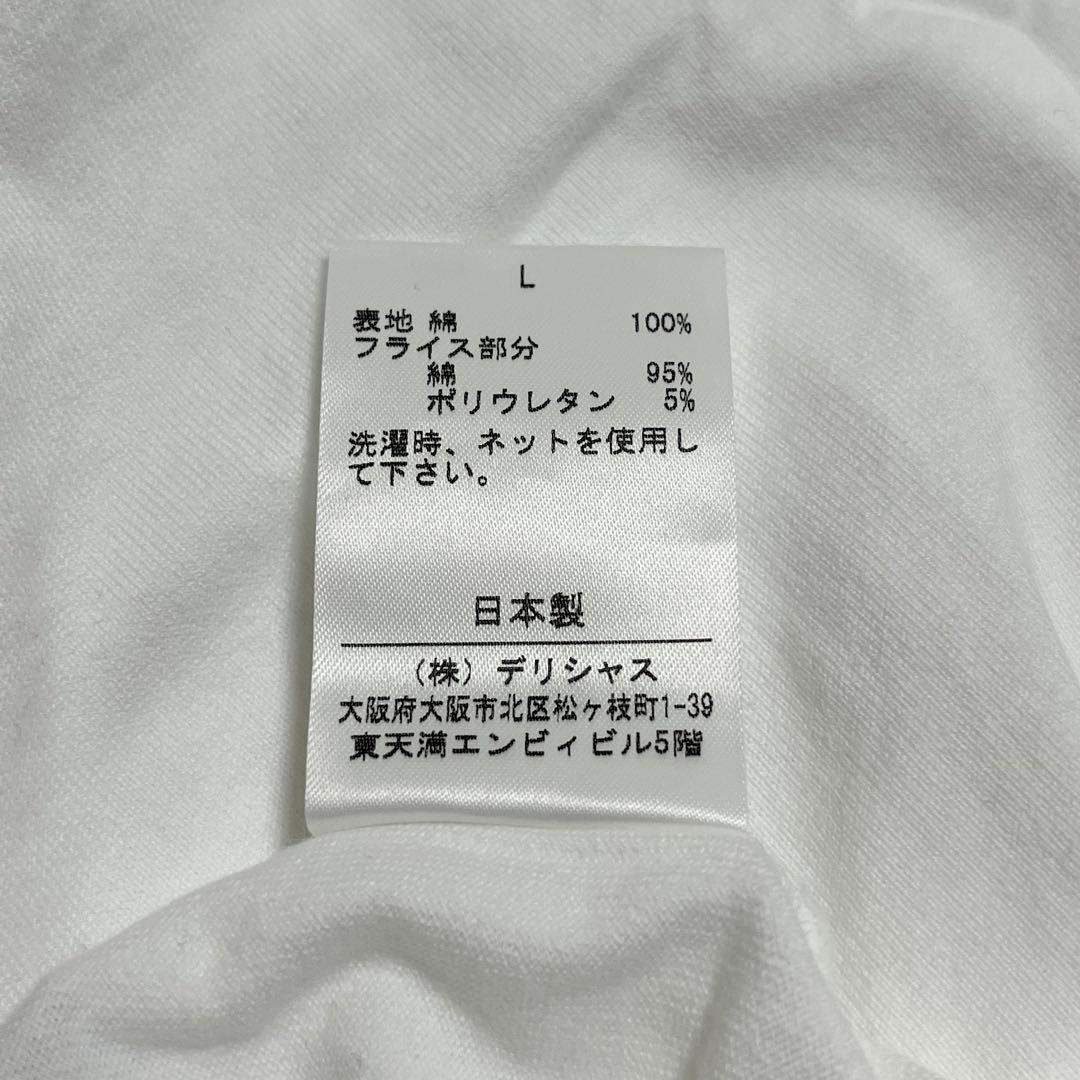 L
表地 綿 100%
フライス部分
綿 95%
ポリウレタン 5%
洗濯時、ネットを使用し
て下さい。
日本製
(株) デリシャス
大阪府大阪市北区松ヶ枝町1-39
東天満エンビィビル5階